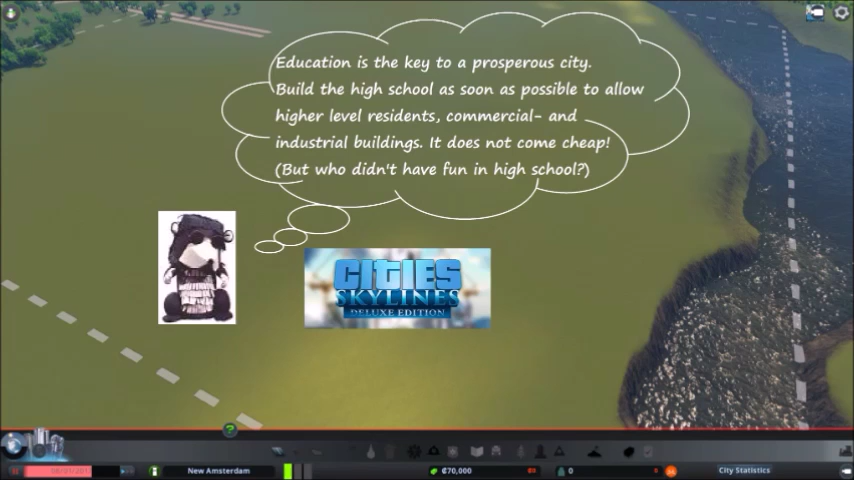 Education is the key to a prosperous city.
Build the high school as soon as possible to allow
higher level residents, commercial- and
industrial buildings. It does not come cheap!
(But who didn't have fun in high school?)
CITIES
SKYLINES
DELUXE EDITION
?
New Amsterdam
₡70,000
0
City Statistics